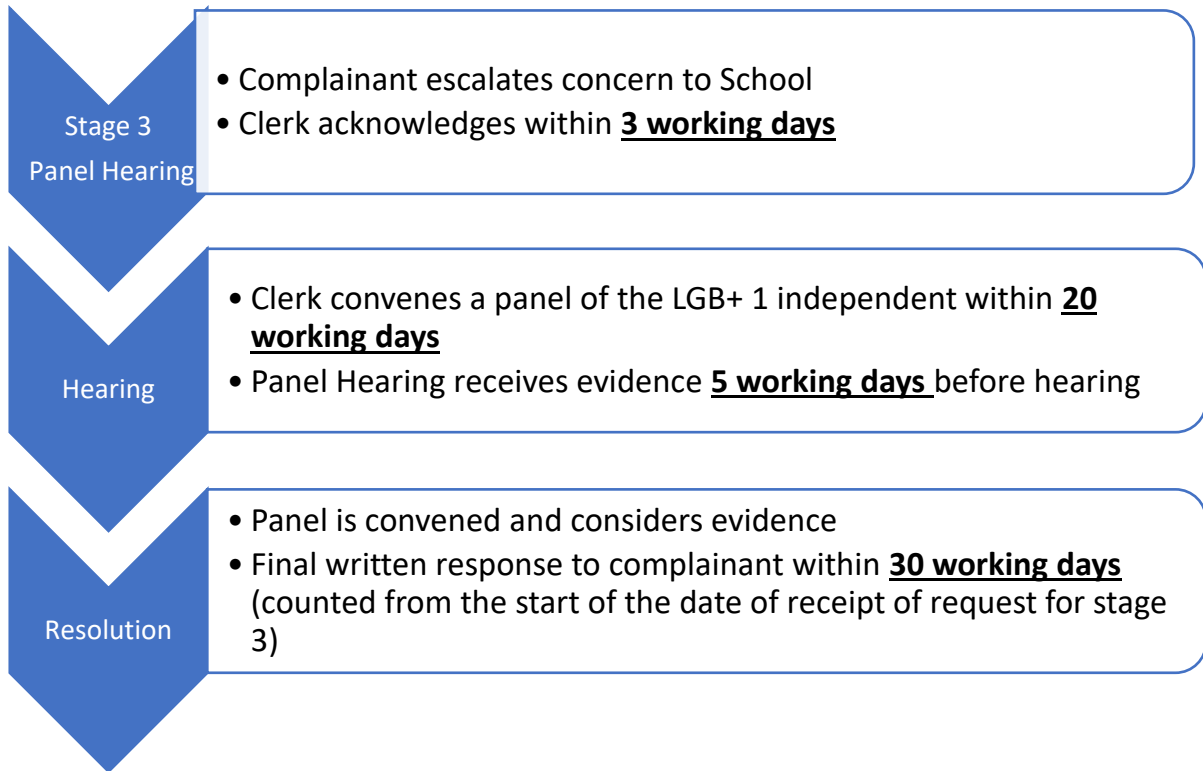 Stage 3
Panel Hearing
• Complainant escalates concern to School
• Clerk acknowledges within 3 working days
Hearing
• Clerk convenes a panel of the LGB+ 1 independent within 20
working days
• Panel Hearing receives evidence 5 working days before hearing
Resolution
• Panel is convened and considers evidence
• Final written response to complainant within 30 working days
(counted from the start of the date of receipt of request for stage
3)